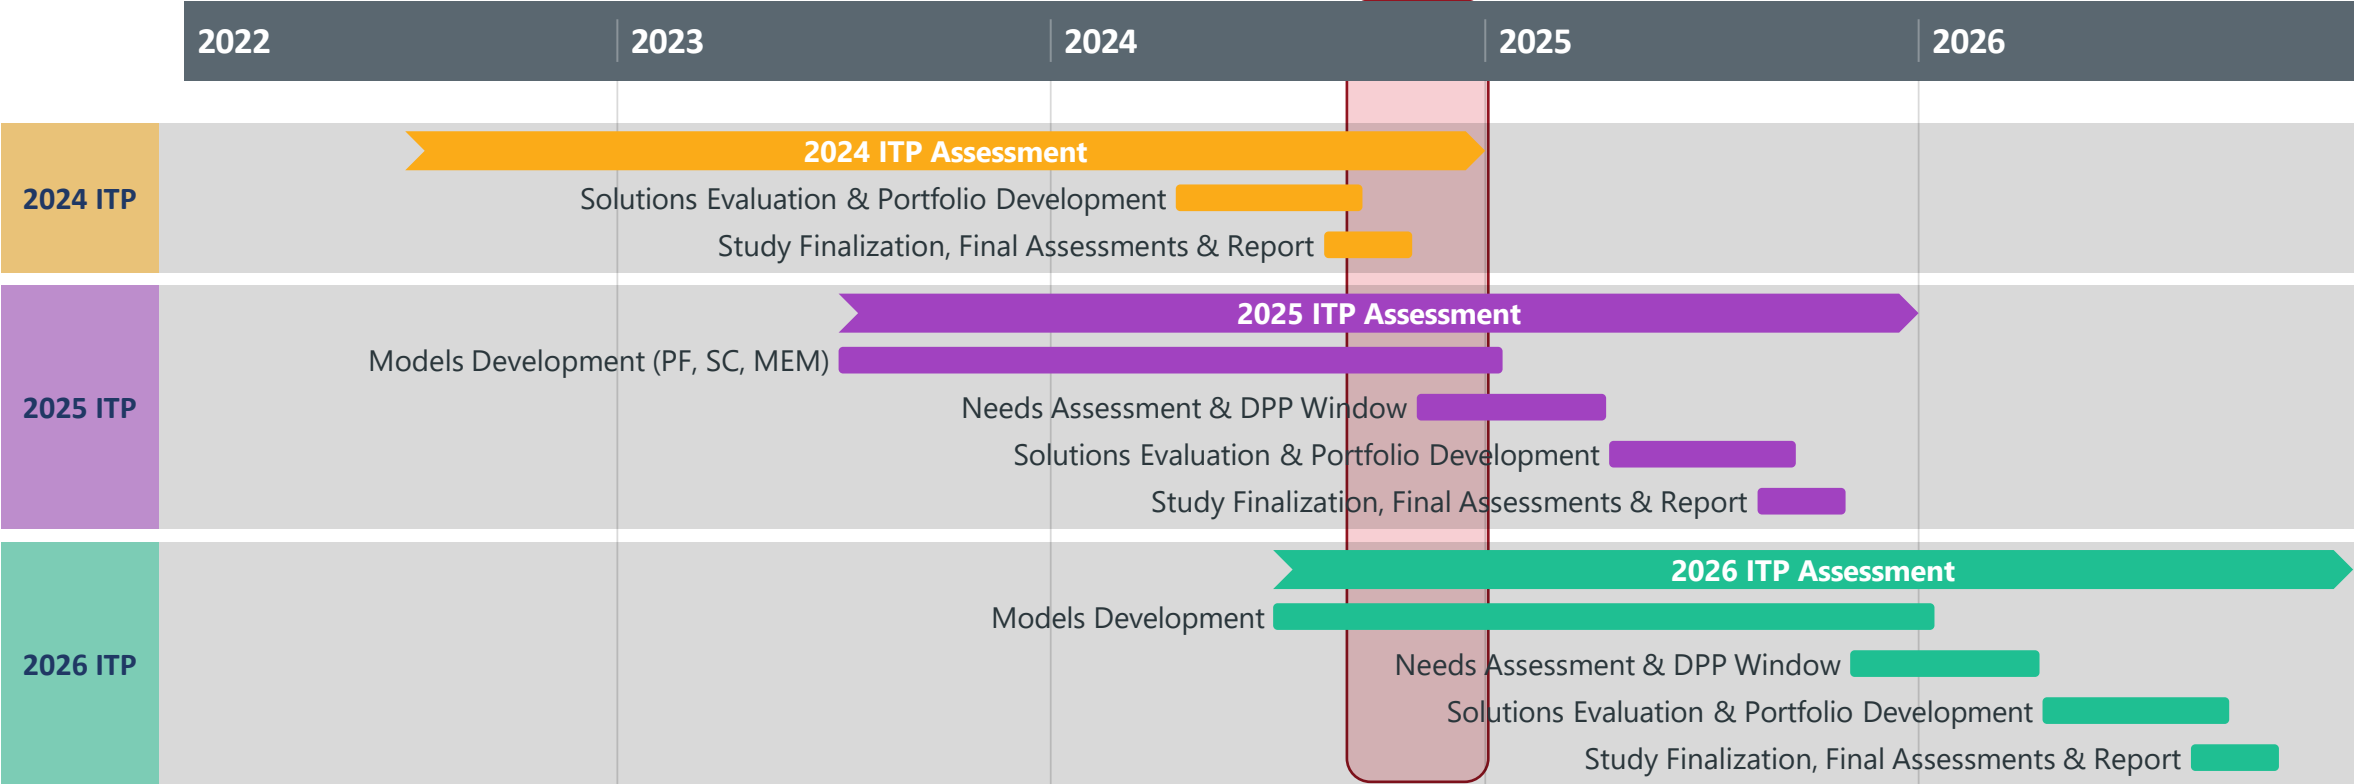 2022 2023 2024 2025 2026
2024 ITP Assessment
2024 ITP
Solutions Evaluation & Portfolio Development
Study Finalization, Final Assessments & Report
2025 ITP Assessment
Models Development (PF, SC, MEM)
2025 ITP
Needs Assessment & DPP Window
Solutions Evaluation & Portfolio Development
Study Finalization, Final Assessments & Report
2026 ITP Assessment
Models Development
2026 ITP
Needs Assessment & DPP Window
Solutions Evaluation & Portfolio Development
Study Finalization, Final Assessments & Report